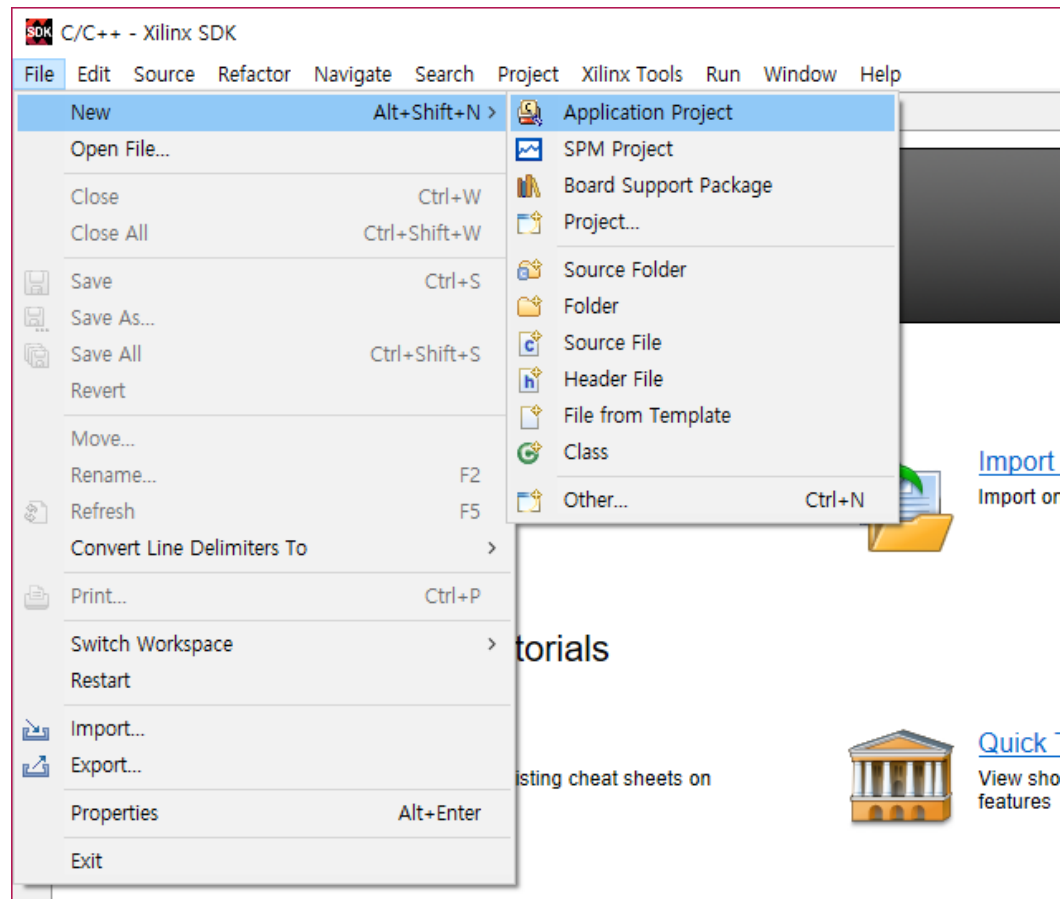 SDK C/C++ - Xilinx SDK
File Edit Source Refactor Navigate Search Project Xilinx Tools Run Window Help
New Alt+Shift+N >
Open File...
Close Ctrl+W
Close All Ctrl+Shift+W
Save Ctrl+S
Save As...
Save All Ctrl+Shift+S
Revert
Move...
Rename... F2
Refresh F5
Convert Line Delimiters To >
Print... Ctrl+P
Switch Workspace >
Restart
Import...
Export...
Properties Alt+Enter
Exit
Application Project
SPM Project
Board Support Package
Project...
Source Folder
Folder
Source File
Header File
File from Template
Class
Other... Ctrl+N
Import
Import or
torials
isting cheat sheets on
Quick
View sho
features